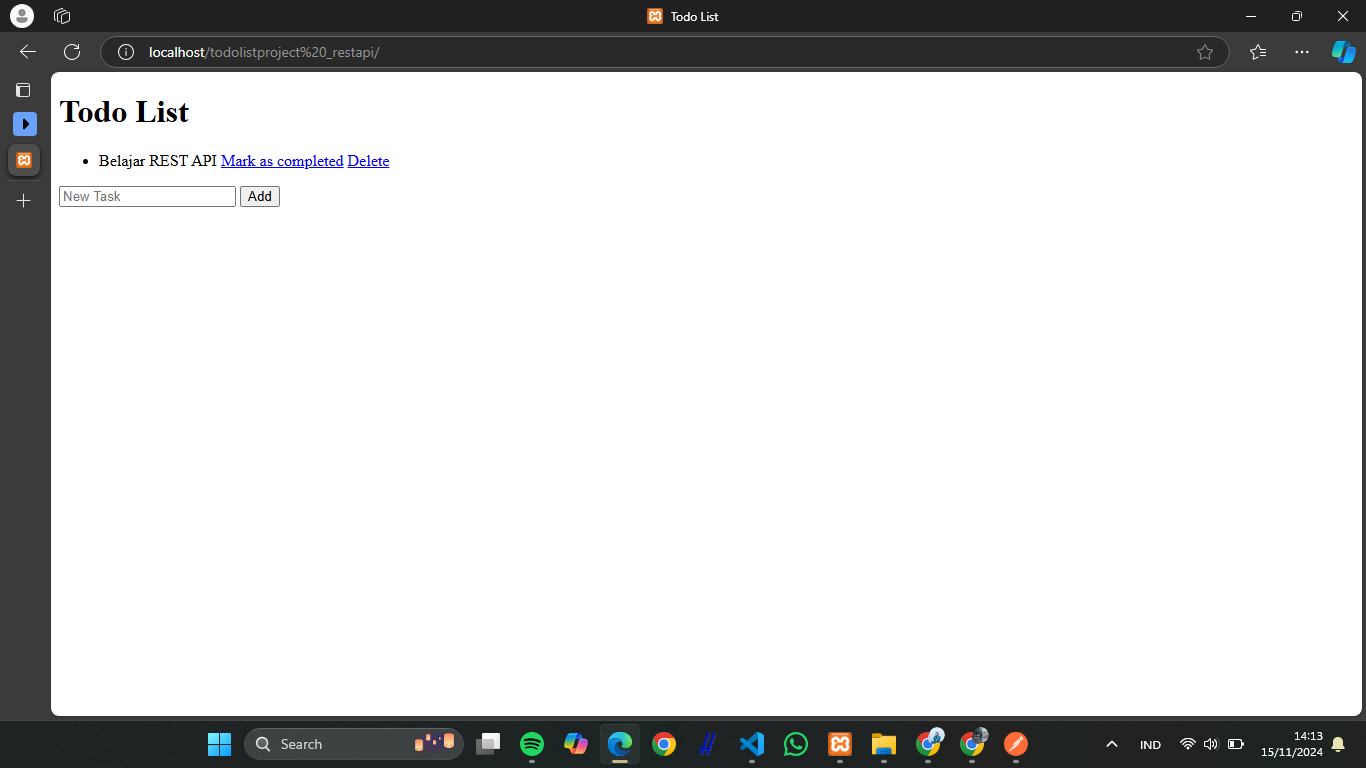 Todo List
localhost/todolistproject%20_restapi/
Todo List
Belajar REST API Mark as completed Delete
New Task Add
Search
IND
14:13
15/11/2024